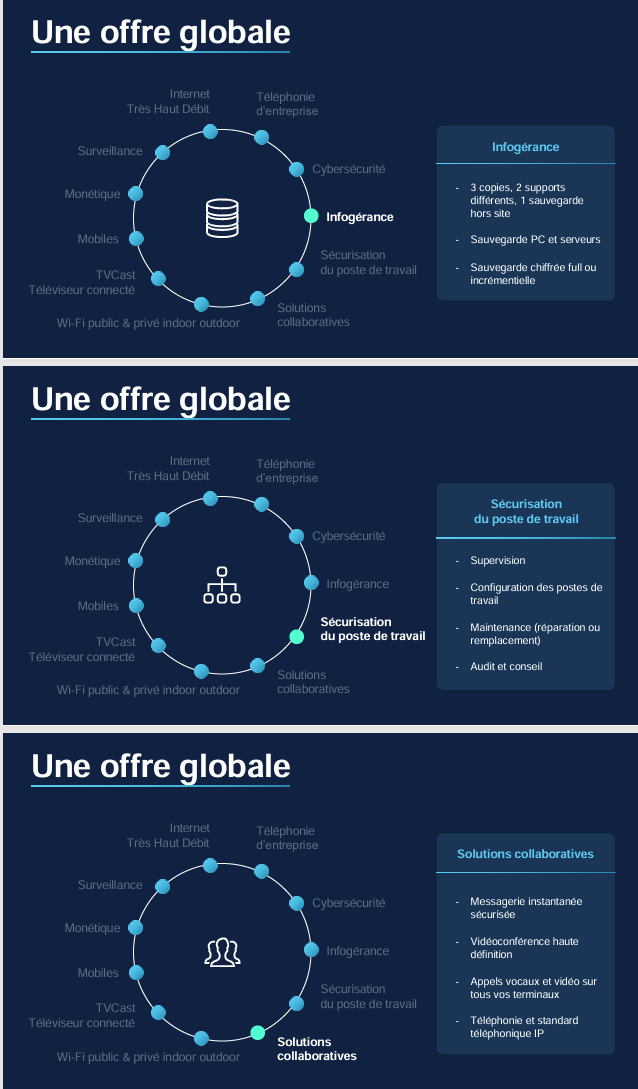 Une offre globale
Internet
Très Haut Débit
Téléphonie
d'entreprise
Surveillance
Cybersécurité
Monétique
Infogérance
Mobiles
Sécurisation
du poste de travail
TVCast
Téléviseur connecté
Solutions
collaboratives
Wi-Fi public & privé indoor outdoor
Infogérance
- 3 copies, 2 supports
différents, 1 sauvegarde
hors site
- Sauvegarde PC et serveurs
- Sauvegarde chiffrée full ou
incrémentielle
Une offre globale
Internet
Très Haut Débit
Téléphonie
d'entreprise
Surveillance
Cybersécurité
Monétique
Infogérance
Mobiles
Sécurisation
du poste de travail
TVCast
Téléviseur connecté
Solutions
collaboratives
Wi-Fi public & privé indoor outdoor
Sécurisation
du poste de travail
- Supervision
- Configuration des postes de
travail
- Maintenance (réparation ou
remplacement)
- Audit et conseil
Une offre globale
Internet
Très Haut Débit
Téléphonie
d'entreprise
Surveillance
Cybersécurité
Monétique
Infogérance
Mobiles
Sécurisation
du poste de travail
TVCast
Téléviseur connecté
Solutions
collaboratives
Wi-Fi public & privé indoor outdoor
Solutions collaboratives
- Messagerie instantanée
sécurisée
- Vidéoconférence haute
définition
- Appels vocaux et vidéo sur
tous vos terminaux
- Téléphonie et standard
téléphonique IP